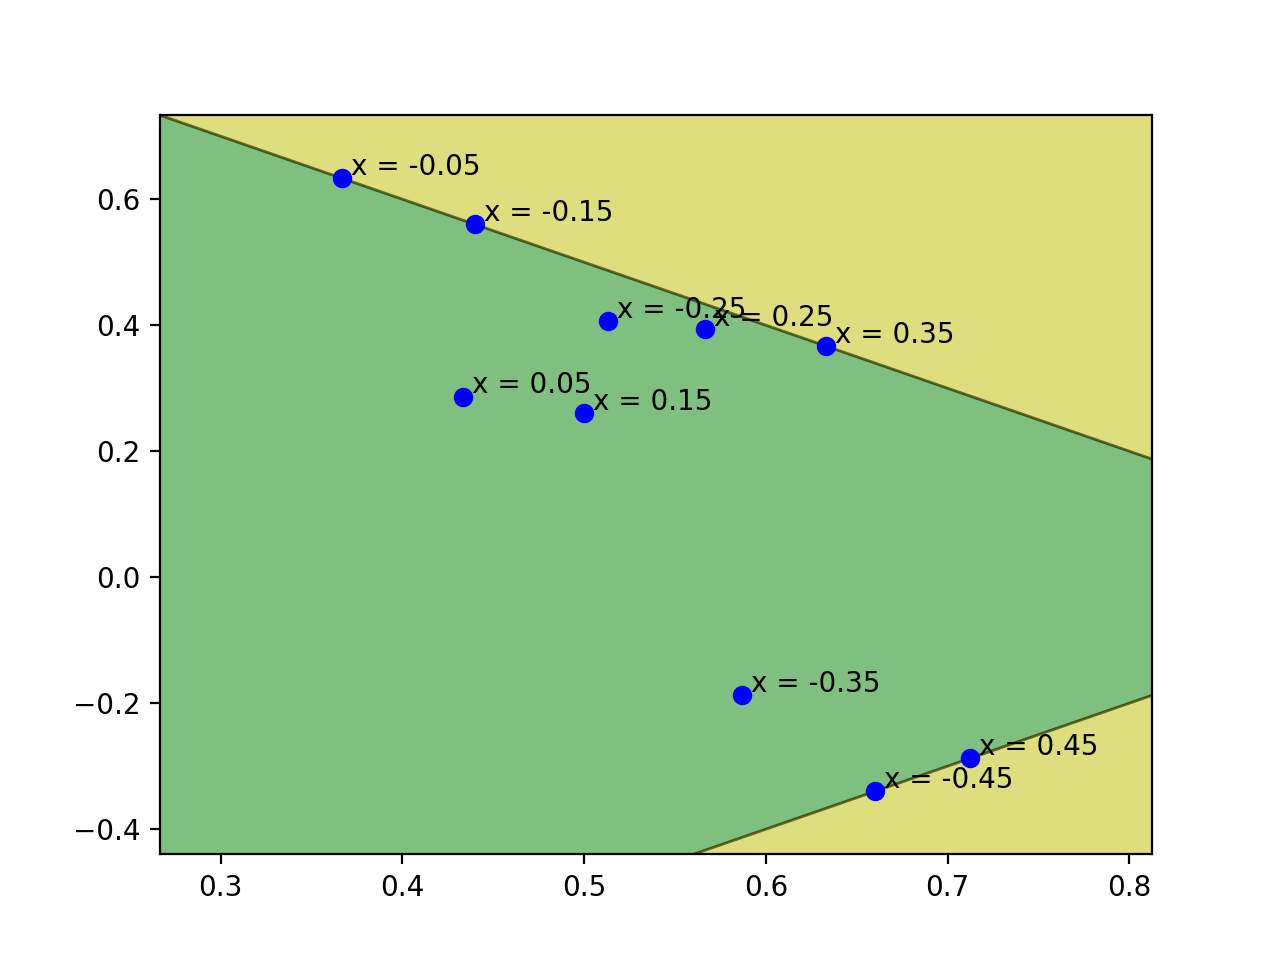 x = -0.05
x = -0.15
x = -0.25
x = 0.25
x = 0.35
x = 0.05
x = 0.15
x = -0.35
x = 0.45
x = -0.45
0.6
0.4
0.2
0.0
−0.2
−0.4
0.3 0.4 0.5 0.6 0.7 0.8